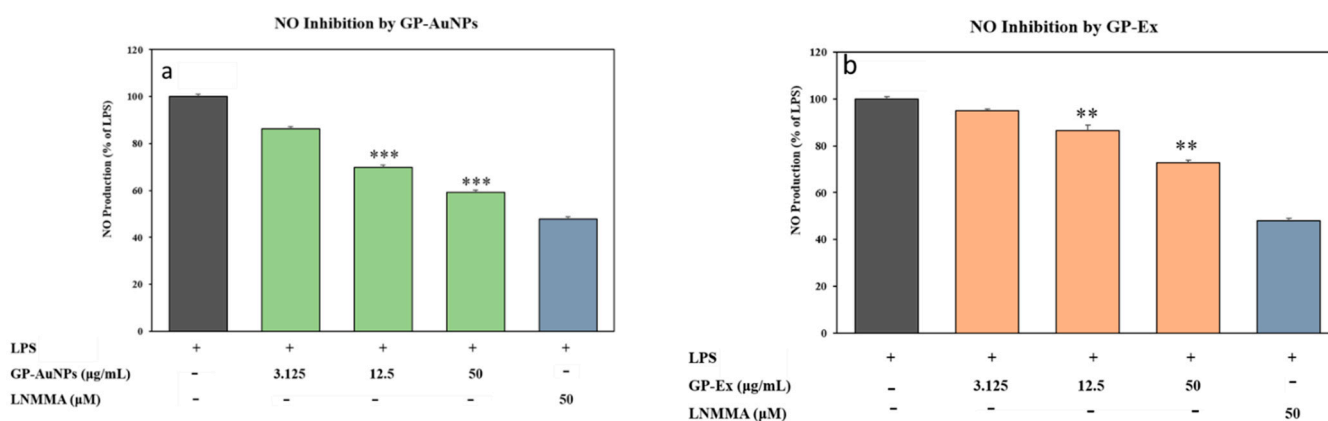 NO Inhibition by GP-AuNPs
a
NO Production (% of LPS)
120
100
80
60
40
20
0
***
***
LPS + + + + +
GP-AuNPs (μg/mL) - 3.125 12.5 50 -
LNMMA (μM) - - - - 50
NO Inhibition by GP-Ex
b
NO Production (% of LPS)
120
100
80
60
40
20
0
**
**
LPS + + + + +
GP-Ex (μg/mL) - 3.125 12.5 50 -
LNMMA (μM) - - - - 50